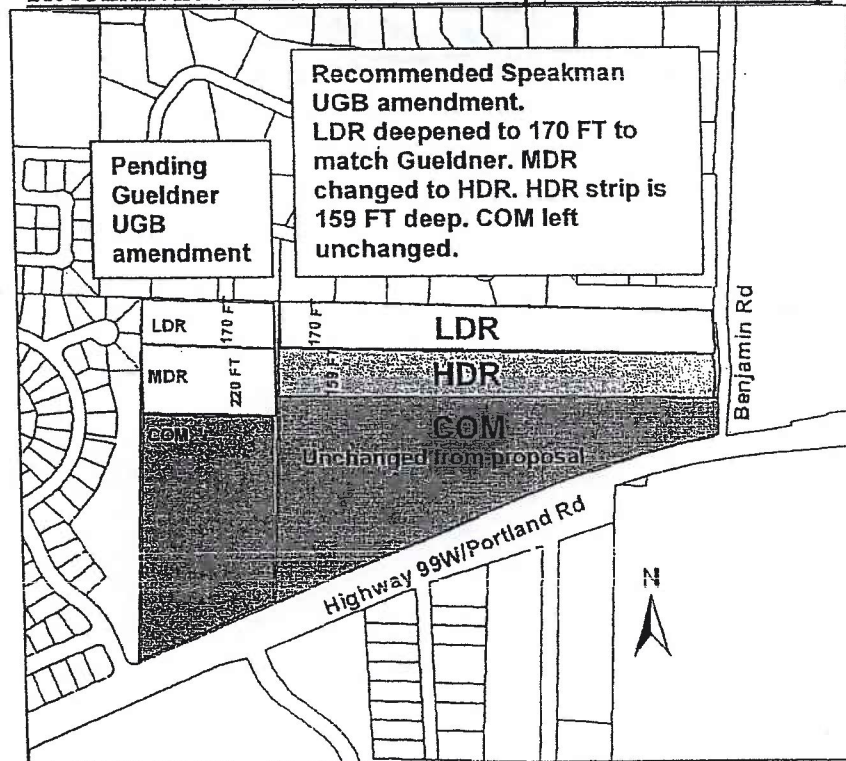 Pending
Gueldner
UGB
amendment
Recommended Speakman
UGB amendment.
LDR deepened to 170 FT to
match Gueldner. MDR
changed to HDR. HDR strip is
159 FT deep. COM left
unchanged.
LDR
170 FT
170 FT
LDR
MDR
220 FT
159 FT
HDR
COM
COM
Unchanged from proposal
Benjamin Rd
Highway 99W/Portland Rd
N